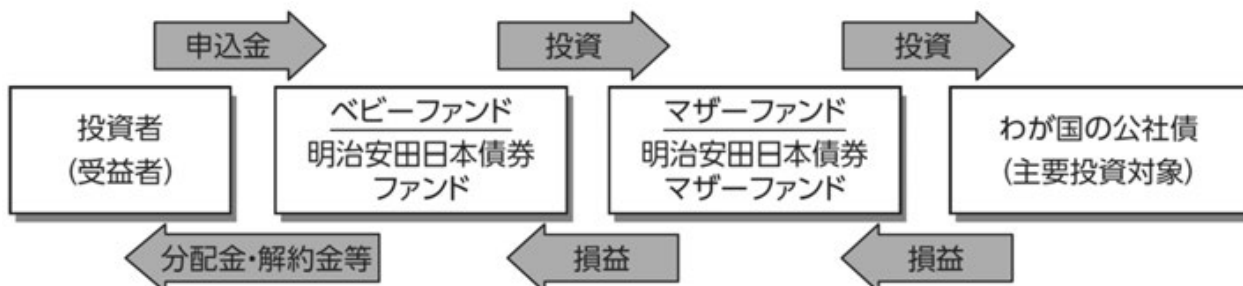 申込金
投資
投資
投資者
(受益者)
ベビーファンド
明治安田日本債券
ファンド
マザーファンド
明治安田日本債券
マザーファンド
わが国の公社債
(主要投資対象)
分配金・解約金等
損益
損益